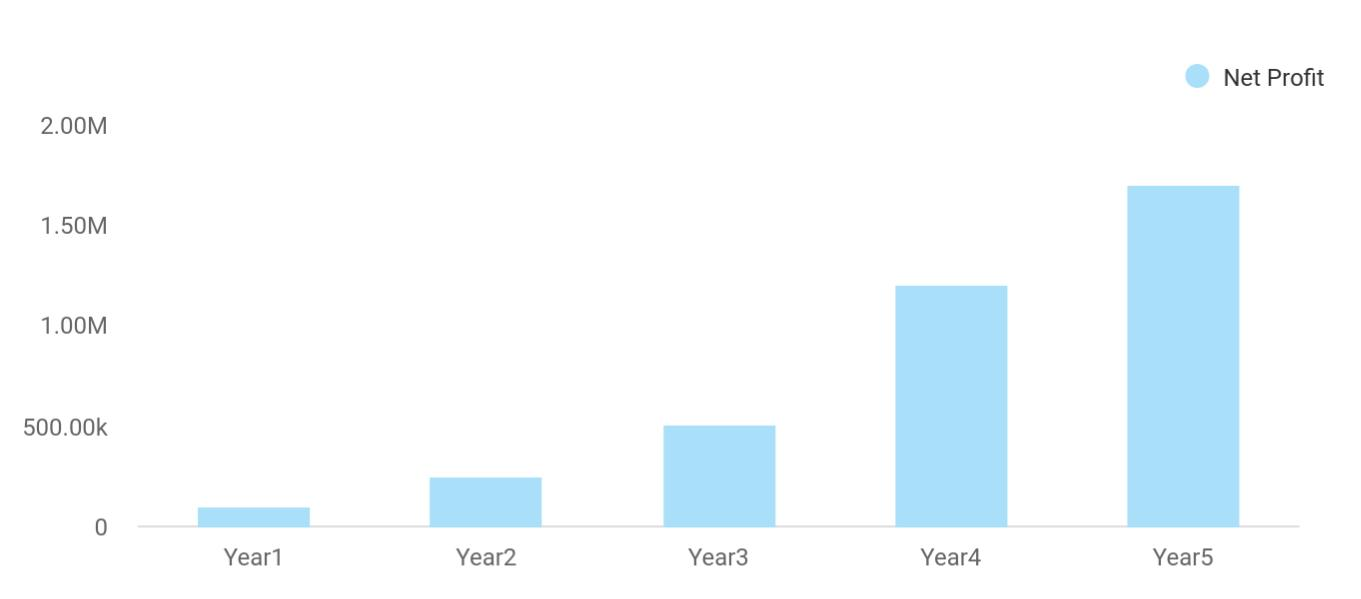 Net Profit
2.00M
1.50M
1.00M
500.00k
0
Year1 Year2 Year3 Year4 Year5